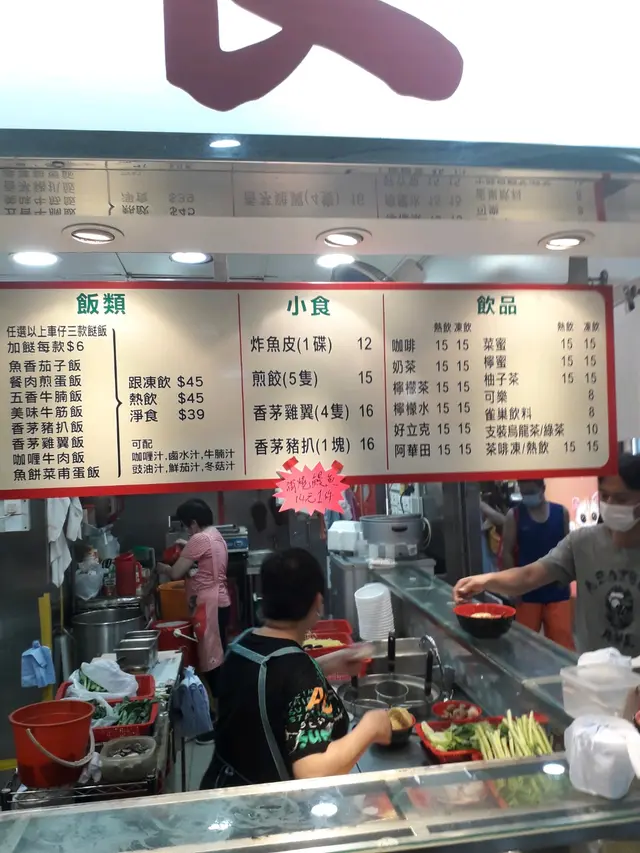 飯類
任選以上車仔三款餸飯
加餸每款$6
魚香茄子飯
餐肉煎蛋飯
五香牛腩飯
美味牛筋飯
香茅豬扒飯
香茅雞翼飯
咖喱牛肉飯
魚餅菜甫蛋飯
跟凍飲 $45
熱飲 $45
淨食 $39
可配
咖喱汁,鹵水汁,牛腩汁
豉油汁,鮮茄汁,冬菇汁
小食
炸魚皮(1碟) 12
煎餃(5隻) 15
香茅雞翼(4隻) 16
香茅豬扒(1塊) 16
飲品
熱飲 凍飲
咖啡 15 15
奶茶 15 15
檸檬茶 15 15
檸檬水 15 15
好立克 15 15
阿華田 15 15
熱飲 凍飲
菜蜜 15 15
檸蜜 15 15
柚子茶 15 15
可樂 8
雀巢飲料 8
支裝烏龍茶/綠茶 10
茶啡凍/熱飲 15 15